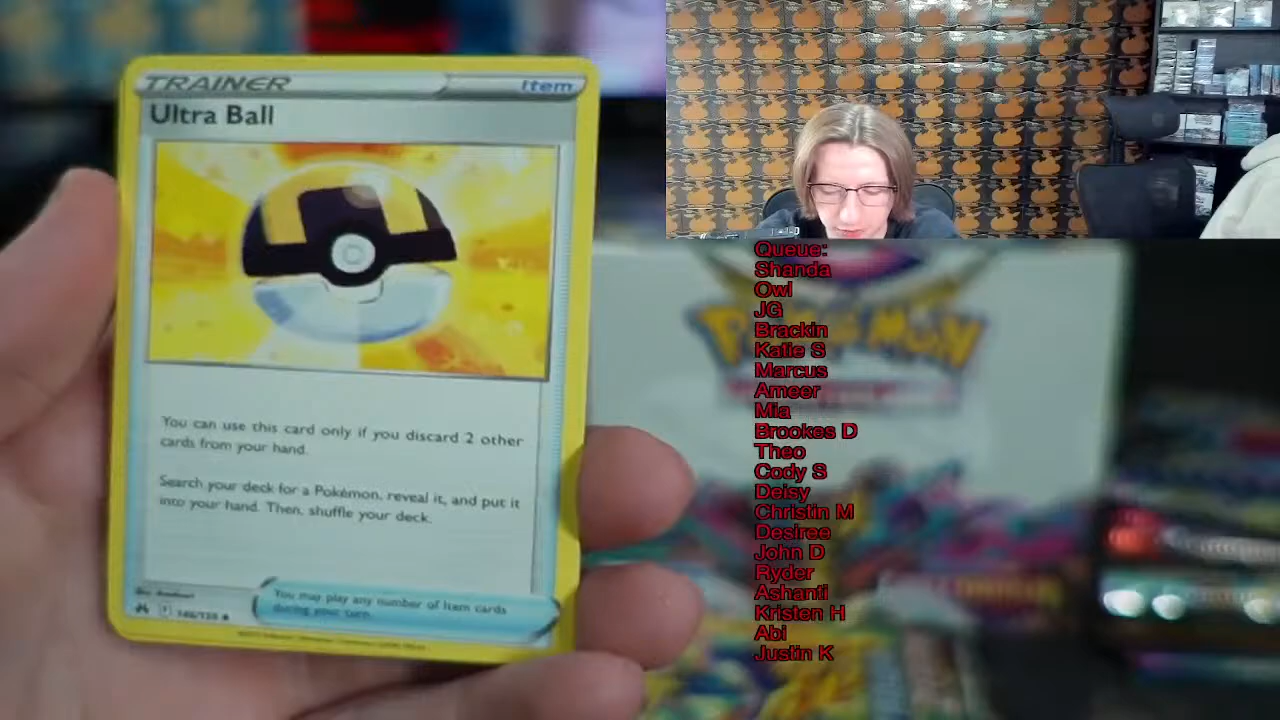 TRAINER
Item
Ultra Ball
You can use this card only if you discard 2 other
cards from your hand.
Search your deck for a Pokémon, reveal it, and put it
into your hand. Then, shuffle your deck.
You may play any number of Item cards
during your turn.
146/159
Queue:
Shanda
Owl
JG
Brackin
Katie S
Marcus
Ameer
Mia
Brookes D
Theo
Cody S
Deisy
Christin M
Desiree
John D
Ryder
Ashanti
Kristen H
Abi
Justin K
POKÉMON